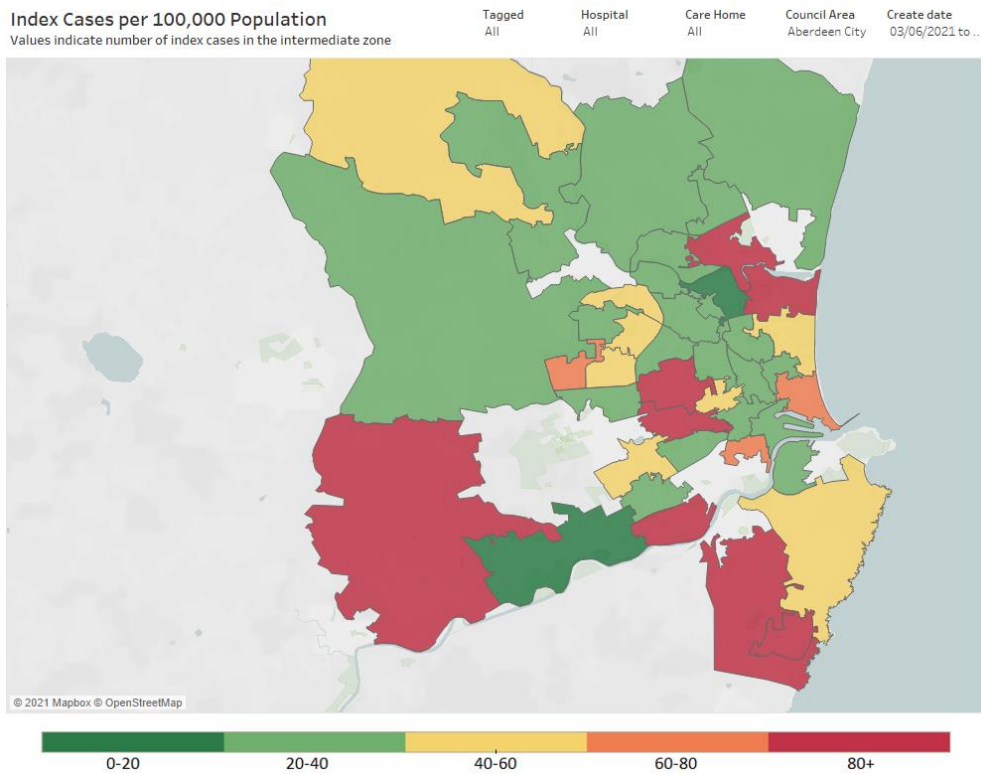 Index Cases per 100,000 Population
Values indicate number of index cases in the intermediate zone
Tagged Hospital Care Home Council Area Create date
All All All Aberdeen City 03/06/2021 to ..
© 2021 Mapbox © OpenStreetMap
0-20 20-40 40-60 60-80 80+